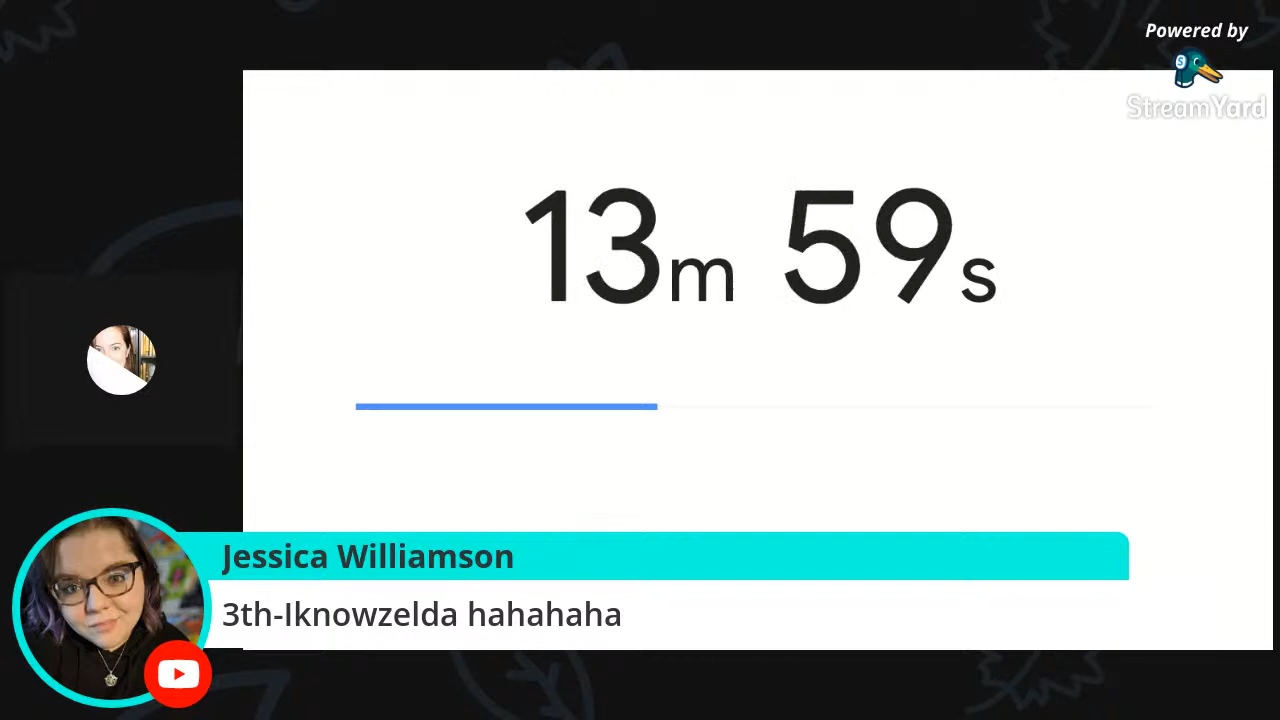 Powered by
StreamYard
13m 59s
Jessica Williamson
3th-Iknowzelda hahahaha